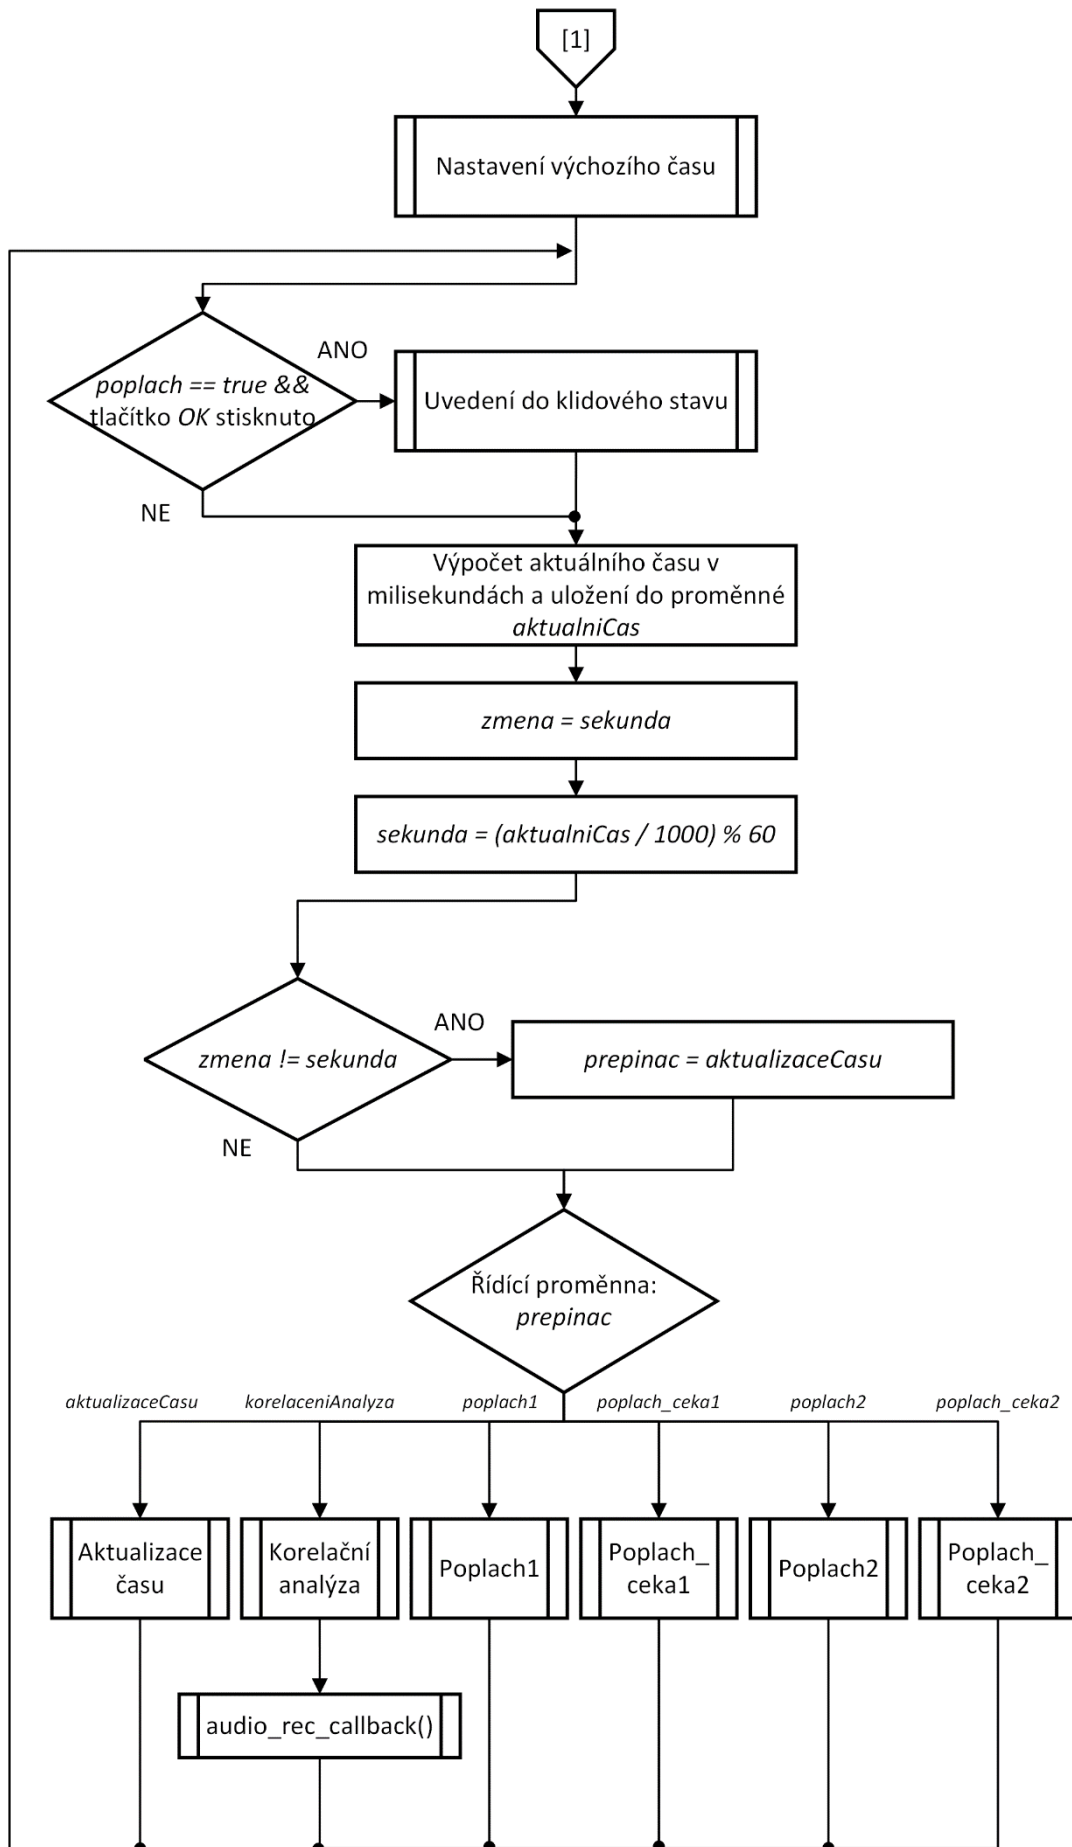 [1]
Nastavení výchozího času
ANO
poplach == true &&
tlačítko OK stisknuto
Uvedení do klidového stavu
NE
Výpočet aktuálního času v
milisekundách a uložení do proměnné
aktualniCas
zmena = sekunda
sekunda = (aktualniCas / 1000) % 60
ANO
zmena != sekunda
prepinac = aktualizaceCasu
NE
Řídící proměnna:
prepinac
aktualizaceCasu
korelaceniAnalyza
poplach1
poplach_ceka1
poplach2
poplach_ceka2
Aktualizace
času
Korelační
analýza
Poplach1
Poplach_
ceka1
Poplach2
Poplach_
ceka2
audio_rec_callback()